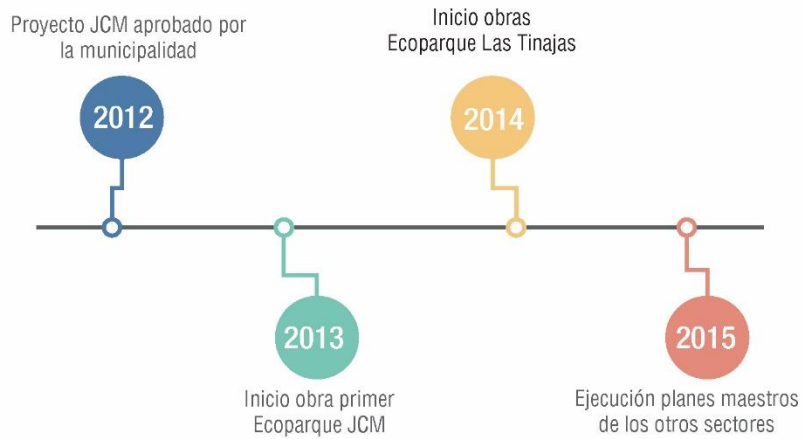 Proyecto JCM aprobado por
la municipalidad
2012
Inicio obra primer
Ecoparque JCM
2013
Inicio obras
Ecoparque Las Tinajas
2014
Ejecución planes maestros
de los otros sectores
2015